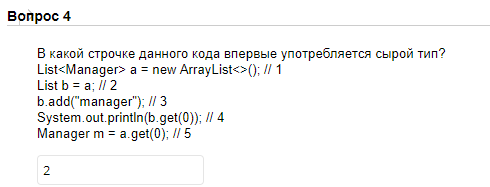 Вопрос 4
В какой строчке данного кода впервые употребляется сырой тип?
List<Manager> a = new ArrayList<>(); // 1
List b = a; // 2
b.add("manager"); // 3
System.out.println(b.get(0)); // 4
Manager m = a.get(0); // 5
2